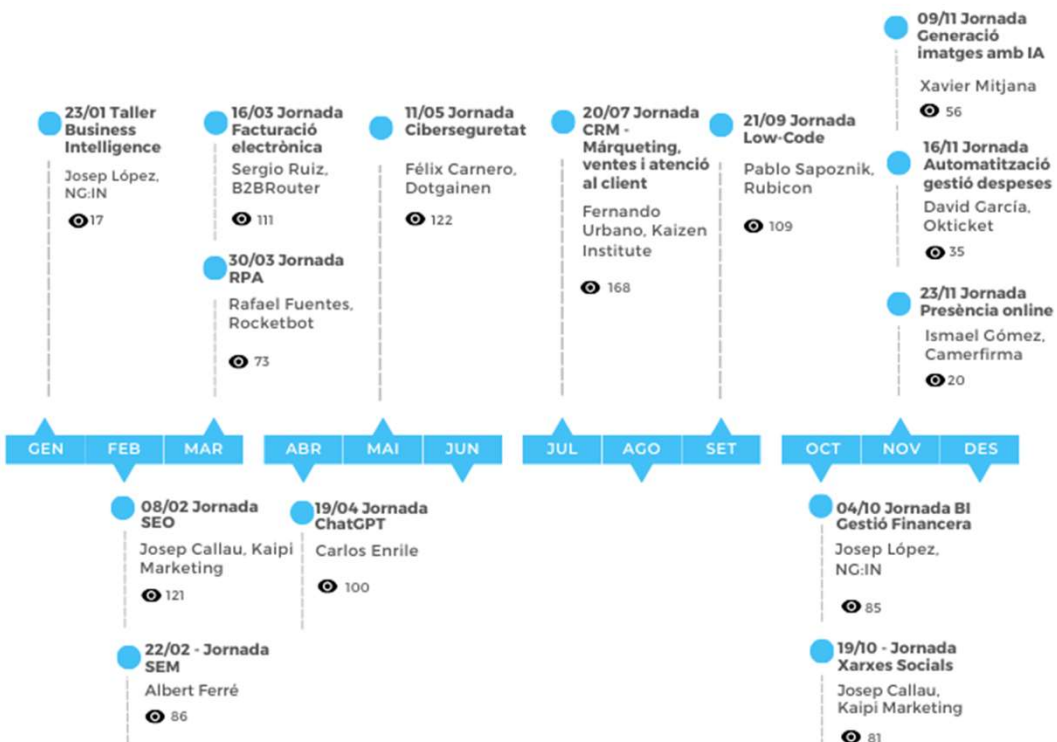 09/11 Jornada
Generació
imatges amb IA
Xavier Mitjana
56
23/01 Taller
Business
Intelligence
Josep López,
NG:IN
17
16/03 Jornada
Facturació
electrònica
Sergio Ruiz,
B2BRouter
111
30/03 Jornada
RPA
Rafael Fuentes,
Rocketbot
73
11/05 Jornada
Ciberseguretat
Félix Carnero,
Dotgainen
122
20/07 Jornada
CRM -
Márqueting,
ventes i atenció
al client
Fernando
Urbano, Kaizen
Institute
168
21/09 Jornada
Low-Code
Pablo Sapoznik,
Rubicon
109
16/11 Jornada
Automatització
gestió despeses
David García,
Okticket
35
23/11 Jornada
Presència online
Ismael Gómez,
Camerfirma
20
GEN FEB MAR ABR MAI JUN JUL AGO SET OCT NOV DES
08/02 Jornada
SEO
Josep Callau, Kaipi
Marketing
121
22/02 - Jornada
SEM
Albert Ferré
86
19/04 Jornada
ChatGPT
Carlos Enrile
100
04/10 Jornada BI
Gestió Financera
Josep López,
NG:IN
85
19/10 - Jornada
Xarxes Socials
Josep Callau,
Kaipi Marketing
81